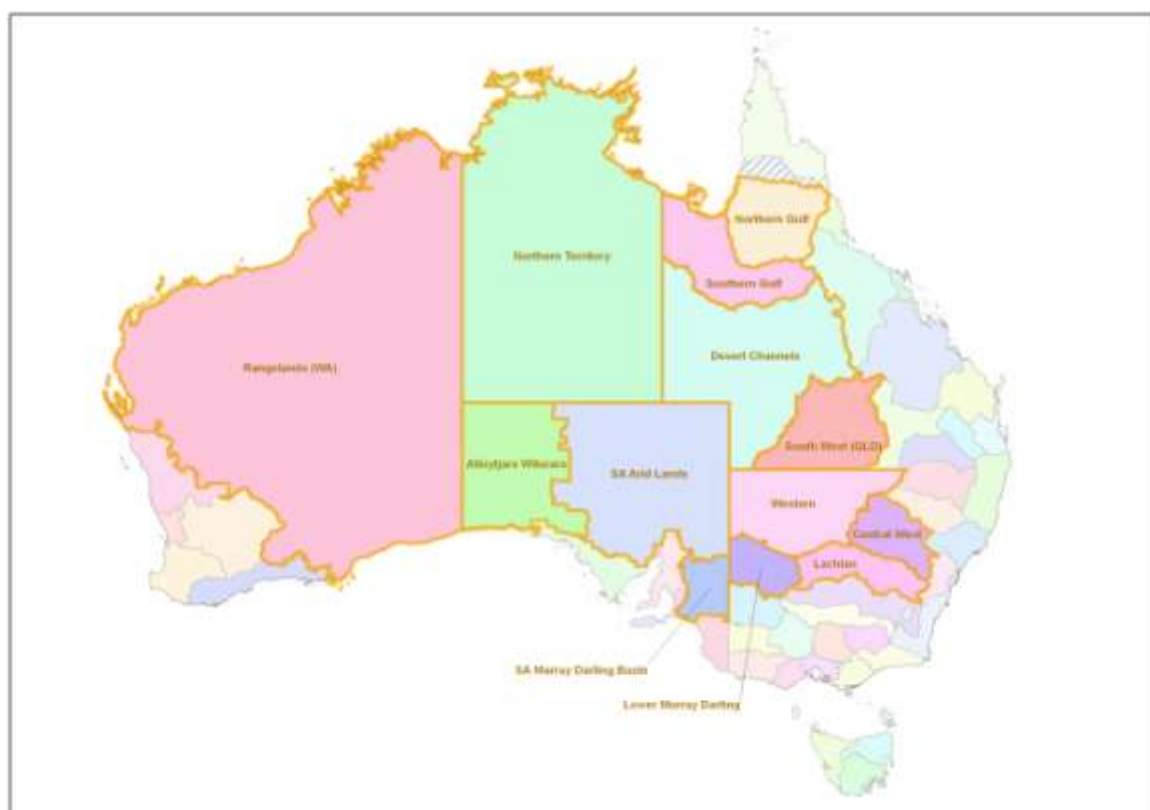 Northern Gulf
Northern Territory
Southern Gulf
Desert Channels
Rangelands (WA)
South West (QLD)
Alinytjara Wilurara
SA Arid Lands
Western
Central West
Lachlan
SA Murray Darling Basin
Lower Murray Darling